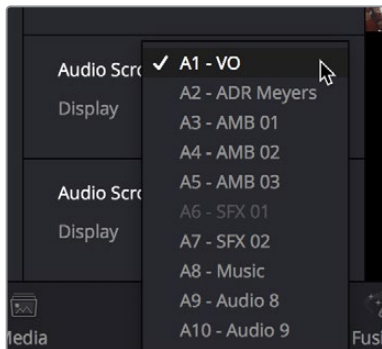 Audio Scro
Display
✓ A1 - VO
A2 - ADR Meyers
A3 - AMB 01
A4 - AMB 02
A5 - AMB 03
A6 - SFX 01
A7 - SFX 02
A8 - Music
A9 - Audio 8
A10 - Audio 9
Audio Scro
Display
Media
Fusi